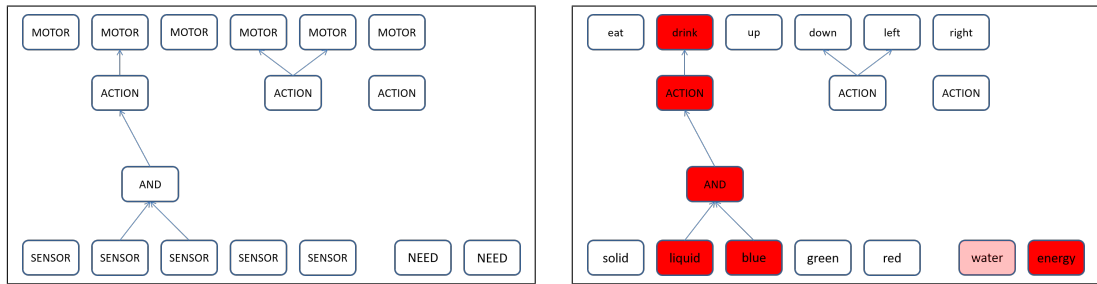 MOTOR MOTOR MOTOR MOTOR MOTOR MOTOR
ACTION ACTION ACTION
AND
SENSOR SENSOR SENSOR SENSOR SENSOR NEED NEED
eat drink up down left right
ACTION ACTION ACTION
AND
solid liquid blue green red water energy